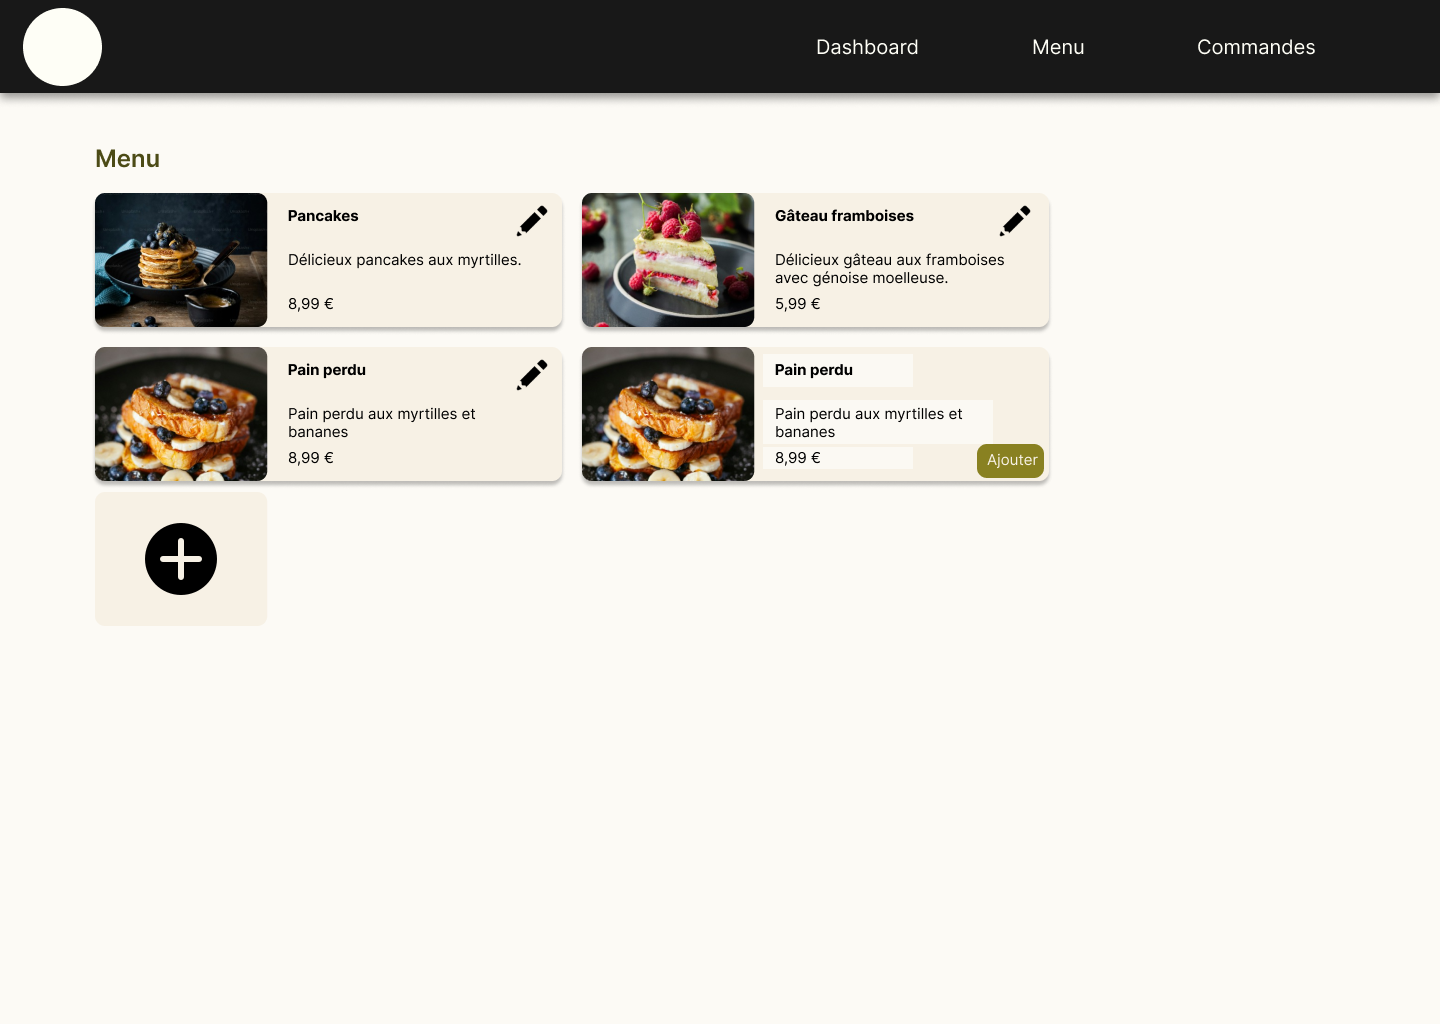 Dashboard
Menu
Commandes
Menu
Pancakes
Délicieux pancakes aux myrtilles.
8,99 €
Gâteau framboises
Délicieux gâteau aux framboises
avec génoise moelleuse.
5,99 €
Pain perdu
Pain perdu aux myrtilles et
bananes
8,99 €
Pain perdu
Pain perdu aux myrtilles et
bananes
8,99 €
Ajouter